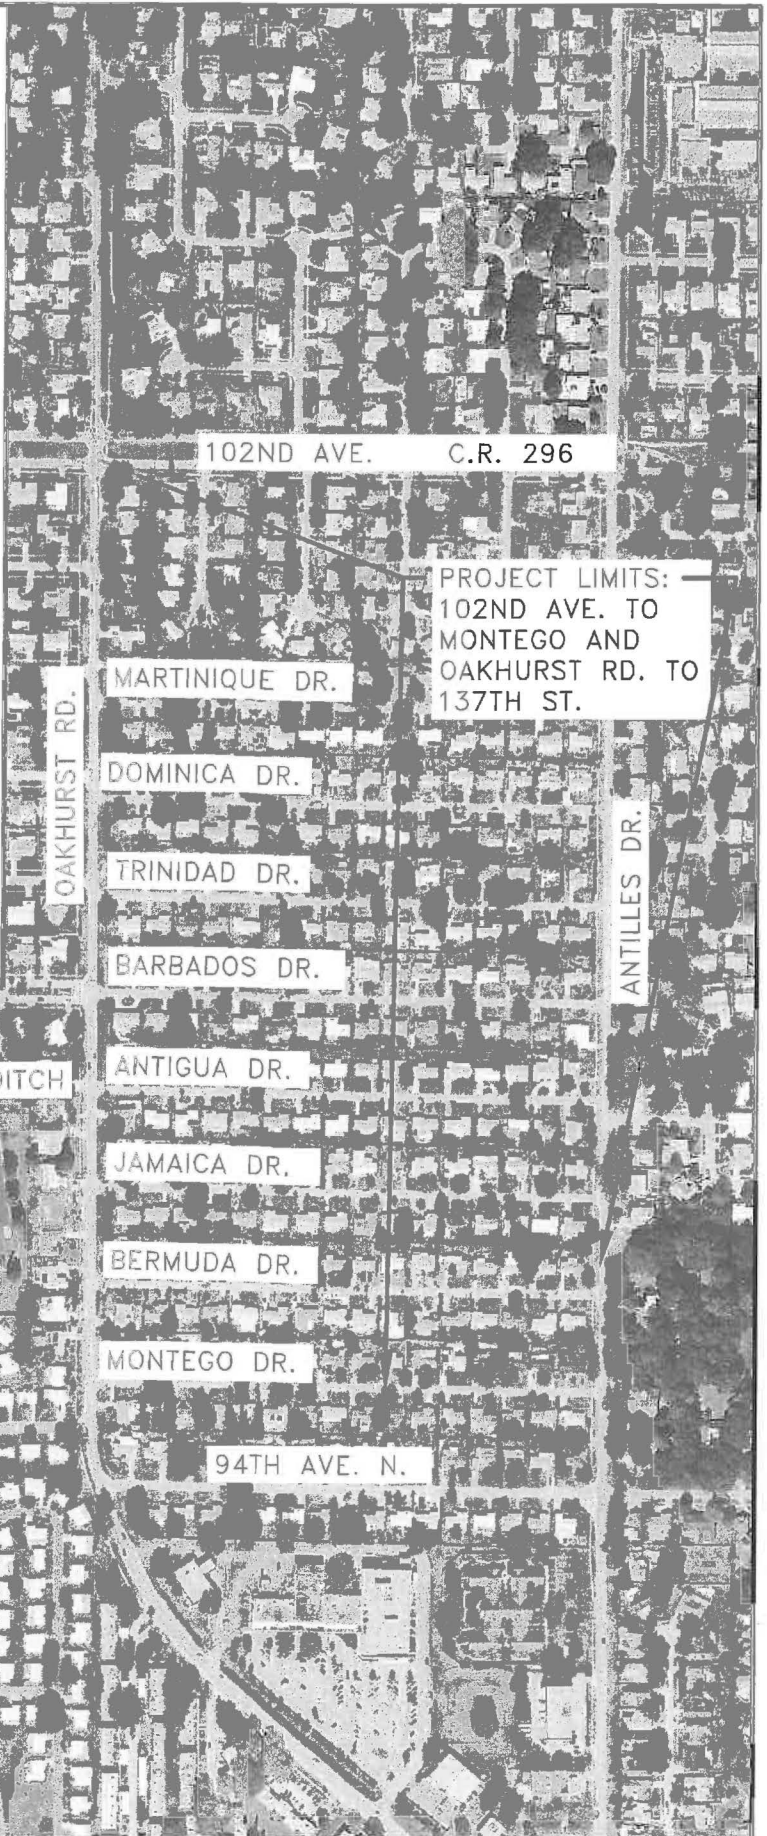 102ND AVE. C.R. 296
PROJECT LIMITS:
102ND AVE. TO
MONTEGO AND
OAKHURST RD. TO
137TH ST.
MARTINIQUE DR.
OAKHURST RD.
DOMINICA DR.
TRINIDAD DR.
ANTILLES DR.
BARBADOS DR.
ANTIGUA DR.
DITCH
JAMAICA DR.
BERMUDA DR.
MONTEGO DR.
94TH AVE. N.